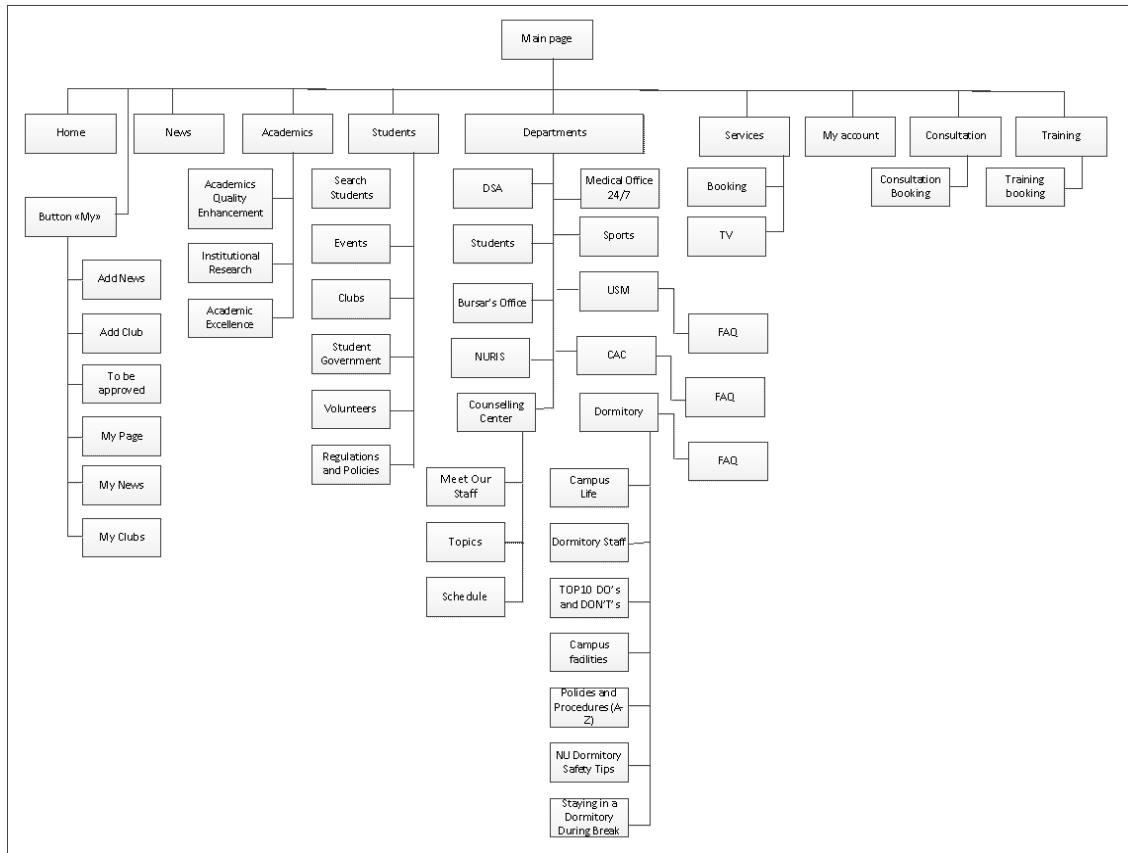 Main page
Home
News
Academics
Students
Departments
Services
My account
Consultation
Training
Button «My»
Add News
Add Club
To be
approved
My Page
My News
My Clubs
Academics
Quality
Enhancement
Institutional
Research
Academic
Excellence
Search
Students
Events
Clubs
Student
Government
Volunteers
Regulations
and Policies
DSA
Students
Bursar's Office
NURIS
Counselling
Center
Meet Our
Staff
Topics
Schedule
Medical Office
24/7
Sports
USM
FAQ
CAC
FAQ
Dormitory
FAQ
Campus
Life
Dormitory Staff
TOP10 DO's
and DON'T's
Campus
facilities
Policies and
Procedures (A-
Z)
NU Dormitory
Safety Tips
Staying in a
Dormitory
During Break
Booking
TV
Consultation
Booking
Training
booking